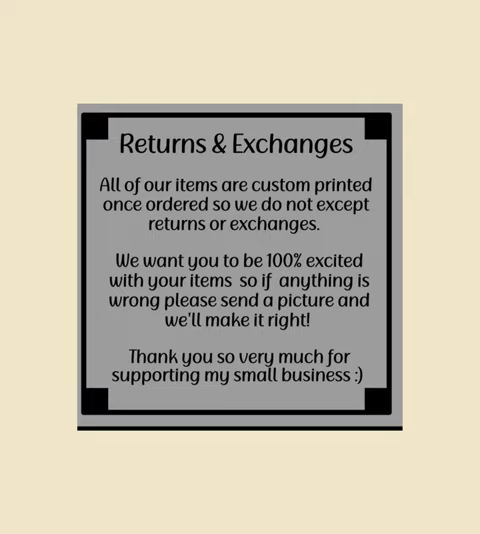 Returns & Exchanges
All of our items are custom printed
once ordered so we do not except
returns or exchanges.
We want you to be 100% excited
with your items so if anything is
wrong please send a picture and
we'll make it right!
Thank you so very much for
supporting my small business :)